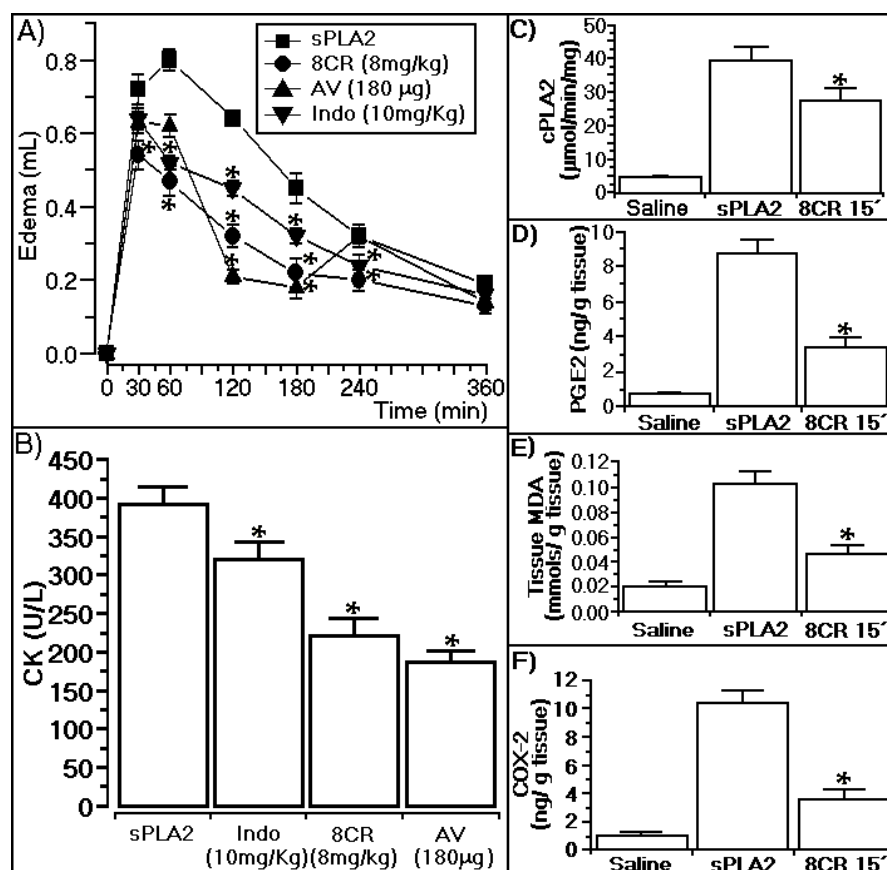 A)
sPLA2
8CR (8mg/kg)
AV (180 µg)
Indo (10mg/Kg)
Edema (mL)
0.8
0.6
0.4
0.2
0.0
* * * * * * * * * * * *
0 30 60 120 180 240 360
Time (min)
B)
CK (U/L)
450
400
350
300
250
200
150
100
50
0
* * *
sPLA2 Indo 8CR AV
(10mg/Kg) (8mg/kg) (180µg)
C)
cPLA2
(µmol/min/mg)
50
40
30
20
10
0
*
Saline sPLA2 8CR 15´
D)
PGE2 (ng/g tissue)
10
8
6
4
2
0
*
Saline sPLA2 8CR 15´
E)
Tissue MDA
(mmols/ g tissue)
0.12
0.10
0.08
0.06
0.04
0.02
0.00
*
Saline sPLA2 8CR 15´
F)
COX-2
(ng/ g tissue)
12
10
8
6
4
2
0
*
Saline sPLA2 8CR 15´